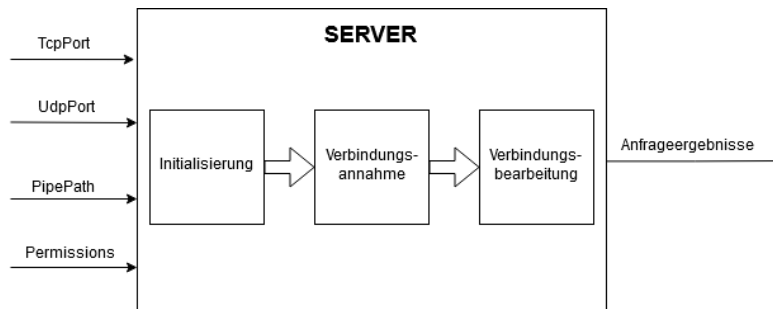 SERVER
TcpPort
UdpPort
PipePath
Permissions
Initialisierung
Verbindungs-
annahme
Verbindungs-
bearbeitung
Anfrageergebnisse